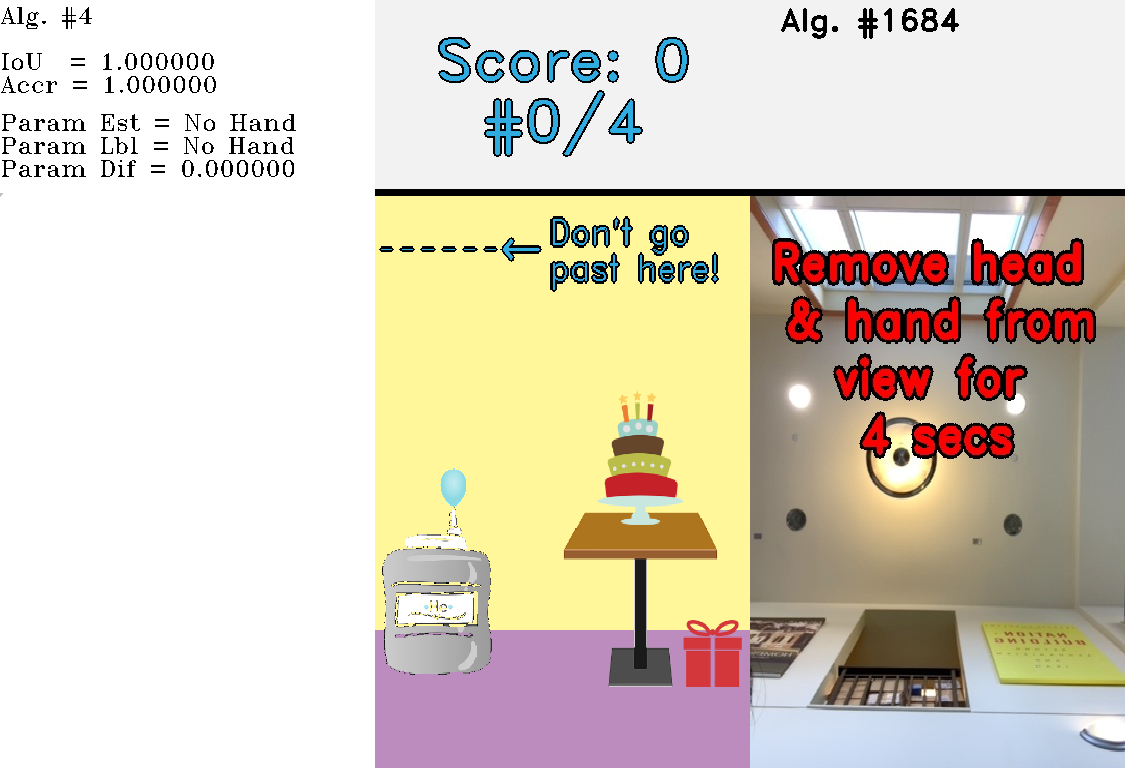 Alg. #4
IoU = 1.000000
Accr = 1.000000
Param Est = No Hand
Param Lbl = No Hand
Param Dif = 0.000000
Score: 0
#0/4
Alg. #1684
Don't go
past here!
Remove head
& hand from
view for
4 secs
NATION
BUILDING